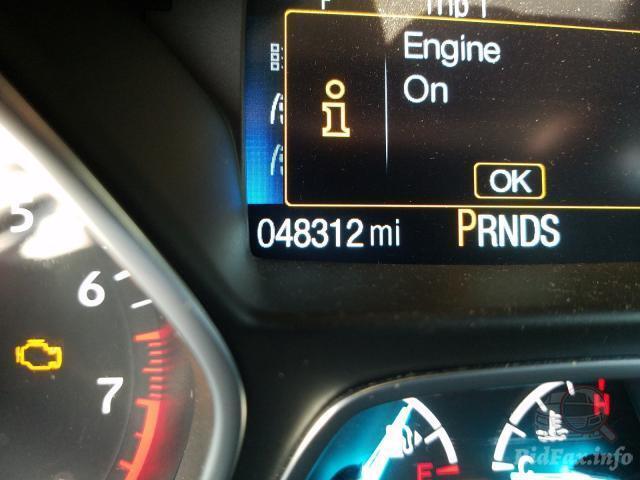 Trip 1
Engine
On
OK
048312 mi PRNDS
5
6
7
H
F C
BidFax.info